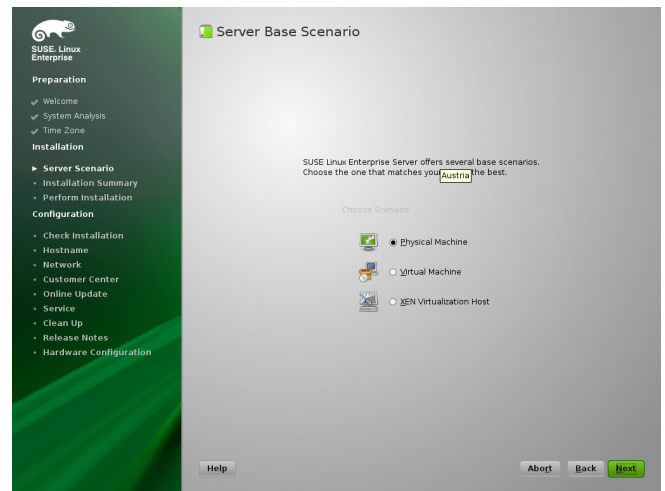 SUSE. Linux
Enterprise
Preparation
Welcome
System Analysis
Time Zone
Installation
Server Scenario
Installation Summary
Perform Installation
Configuration
Check Installation
Hostname
Network
Customer Center
Online Update
Service
Clean Up
Release Notes
Hardware Configuration
Server Base Scenario
SUSE Linux Enterprise Server offers several base scenarios.
Choose the one that matches your the best.
Austria
Choose Scenario
Physical Machine
Virtual Machine
XEN Virtualization Host
Help
Abort
Back
Next